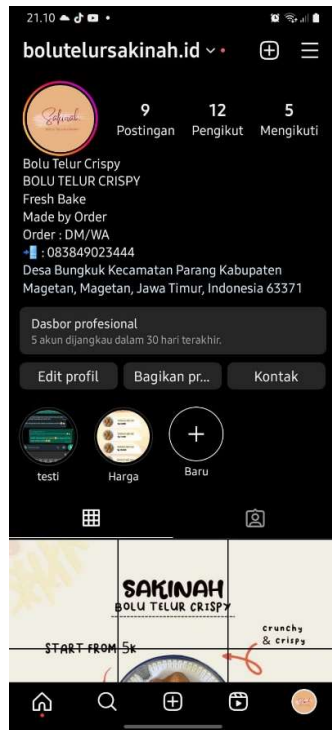 21.10
bolutelursakinah.id
Sakinah
9 12 5
Postingan Pengikut Mengikuti
Bolu Telur Crispy
BOLU TELUR CRISPY
Fresh Bake
Made by Order
Order : DM/WA
: 083849023444
Desa Bungkuk Kecamatan Parang Kabupaten
Magetan, Magetan, Jawa Timur, Indonesia 63371
Dasbor profesional
5 akun dijangkau dalam 30 hari terakhir.
Edit profil Bagikan pr... Kontak
testi Harga Baru
SAKINAH
BOLU TELUR CRISPY
crunchy
& crispy
START FROM 5K